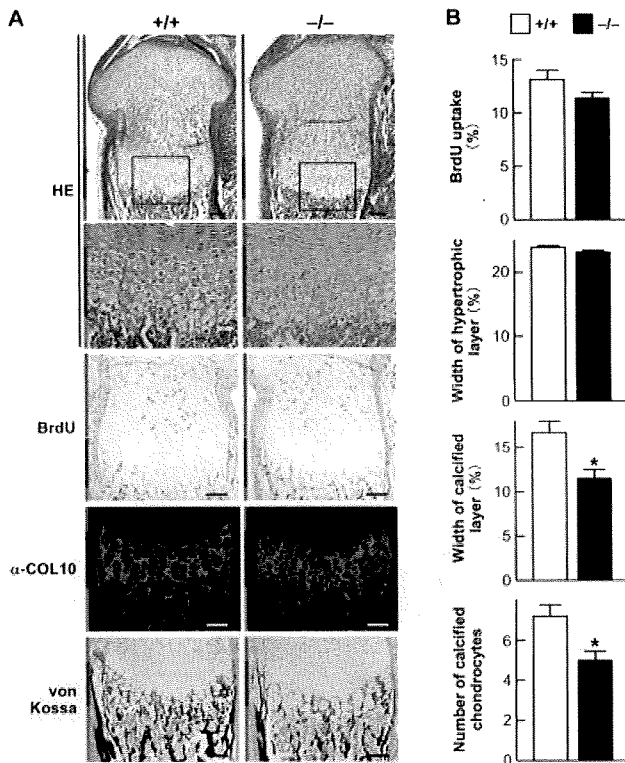 A
+/+
−/−
HE
BrdU
α-COL10
von
Kossa
B
+/+
−/−
BrdU uptake
(%)
15
10
5
0
Width of hypertrophic
layer (%)
20
10
0
Width of calcified
layer (%)
15
10
5
0
*
Number of calcified
chondrocytes
6
4
2
0
*